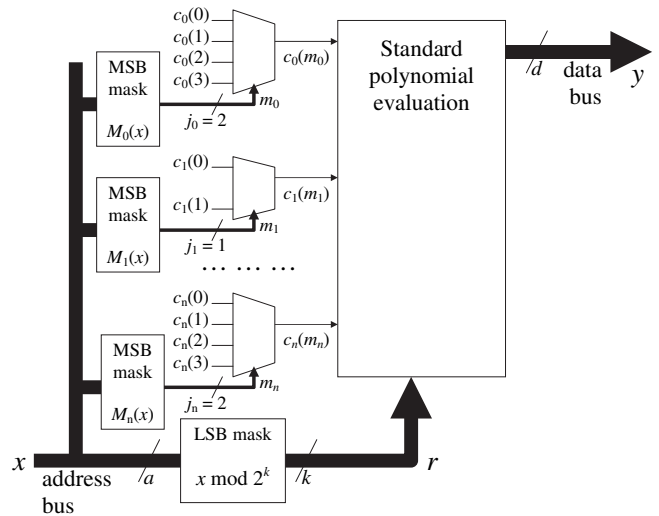 c₀(0)
c₀(1)
c₀(2)
c₀(3)
MSB
mask
M₀(x)
j₀ = 2
m₀
c₀(m₀)
Standard
polynomial
evaluation
d
data
bus
y
c₁(0)
c₁(1)
MSB
mask
M₁(x)
j₁ = 1
m₁
c₁(m₁)
... ... ...
cₙ(0)
cₙ(1)
cₙ(2)
cₙ(3)
MSB
mask
Mₙ(x)
jₙ = 2
mₙ
cₙ(mₙ)
x
address
bus
a
LSB mask
x mod 2ᵏ
k
r